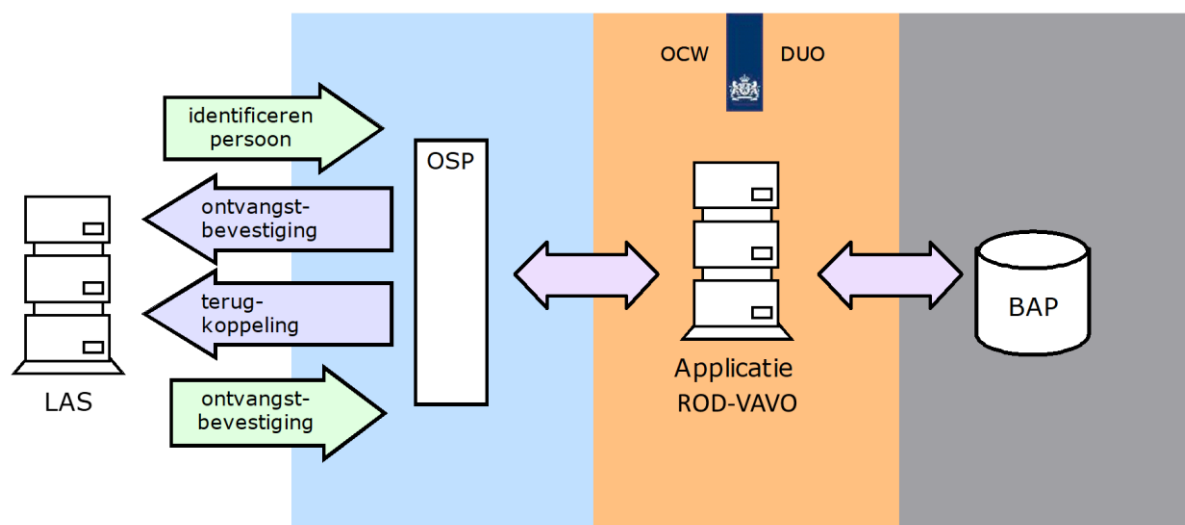 OCW DUO
identificeren
persoon
OSP
ontvangst-
bevestiging
terug-
koppeling
BAP
Applicatie
ROD-VAVO
LAS
ontvangst-
bevestiging